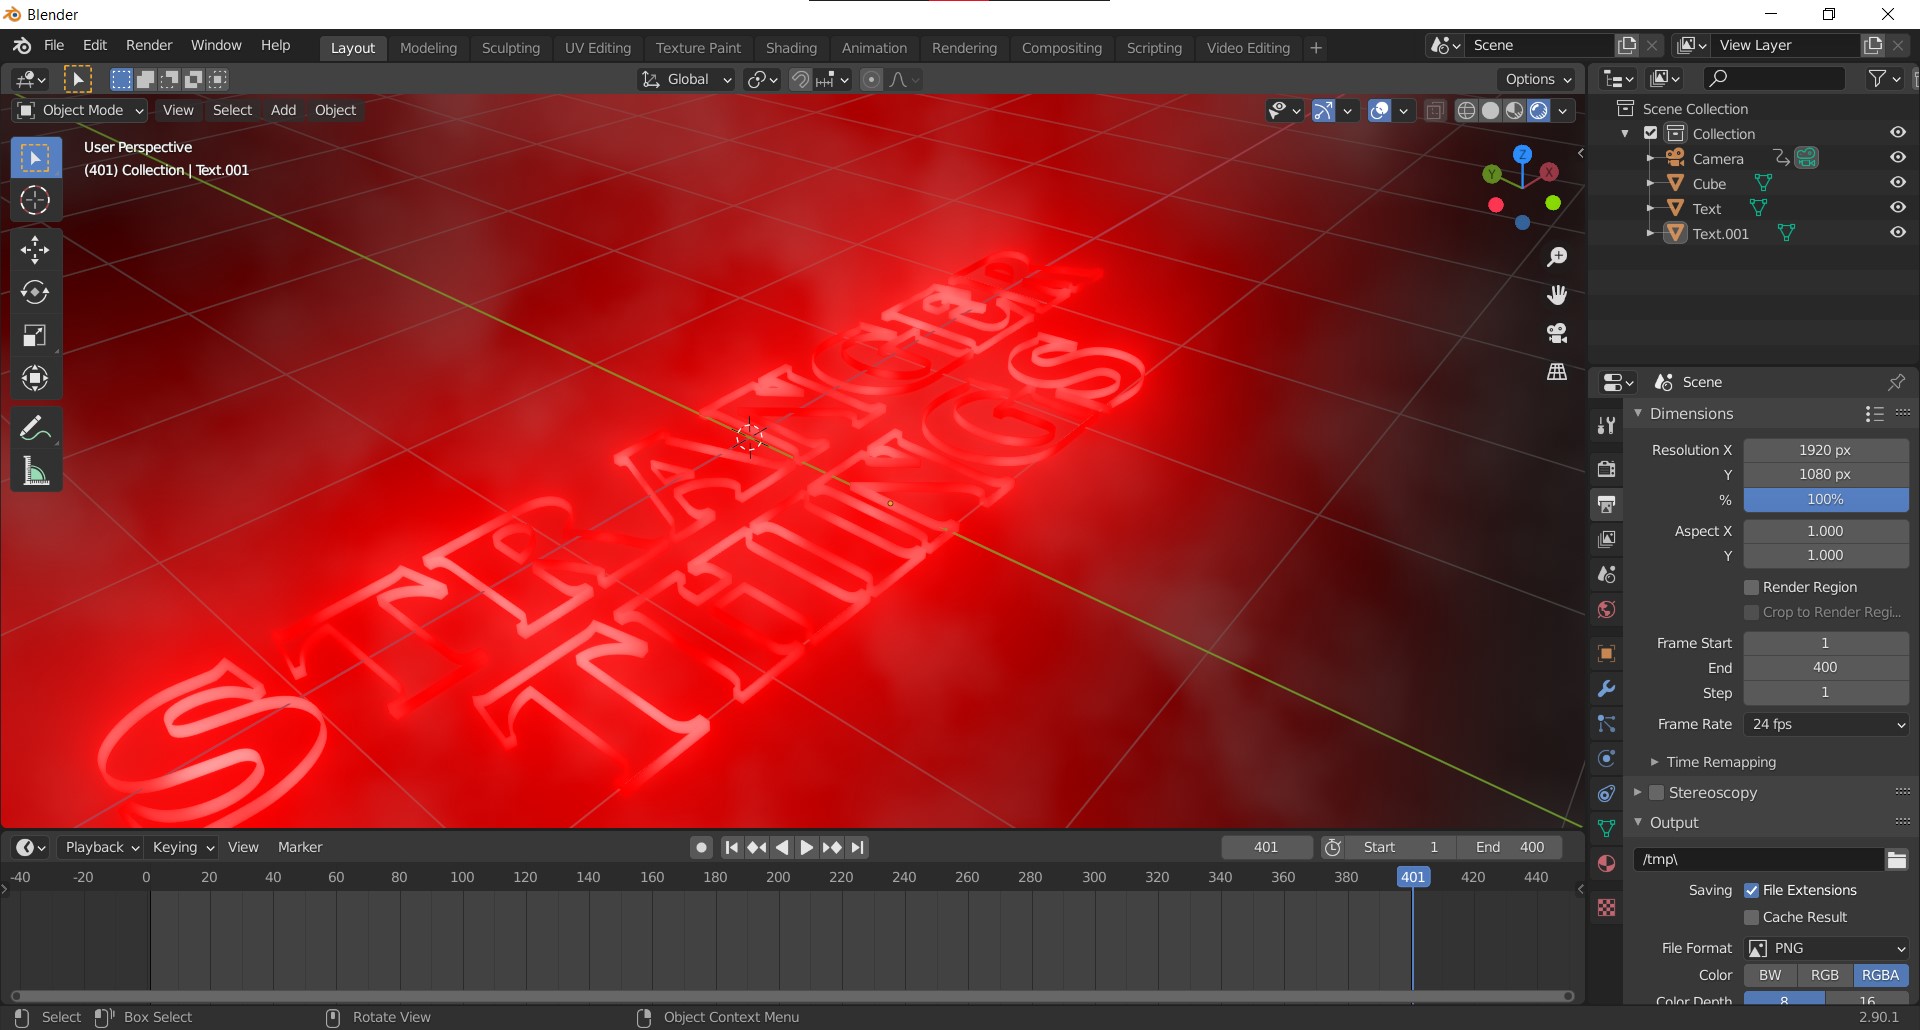 Blender
File Edit Render Window Help
Layout Modeling Sculpting UV Editing Texture Paint Shading Animation Rendering Compositing Scripting Video Editing +
Scene
View Layer
Global
Options
Object Mode View Select Add Object
User Perspective
(401) Collection | Text.001
Z
Y
X
STRANGER
THINGS
Scene Collection
Collection
Camera
Cube
Text
Text.001
Scene
Dimensions
Resolution X 1920 px
Y 1080 px
% 100%
Aspect X 1.000
Y 1.000
Render Region
Crop to Render Regi...
Frame Start 1
End 400
Step 1
Frame Rate 24 fps
Time Remapping
Stereoscopy
Output
/tmp\
Saving File Extensions
Cache Result
File Format PNG
Color BW RGB RGBA
Color Depth 8 16
Playback Keying View Marker
401 Start 1 End 400
-40 -20 0 20 40 60 80 100 120 140 160 180 200 220 240 260 280 300 320 340 360 380 401 420 440
Select Box Select Rotate View Object Context Menu 2.90.1